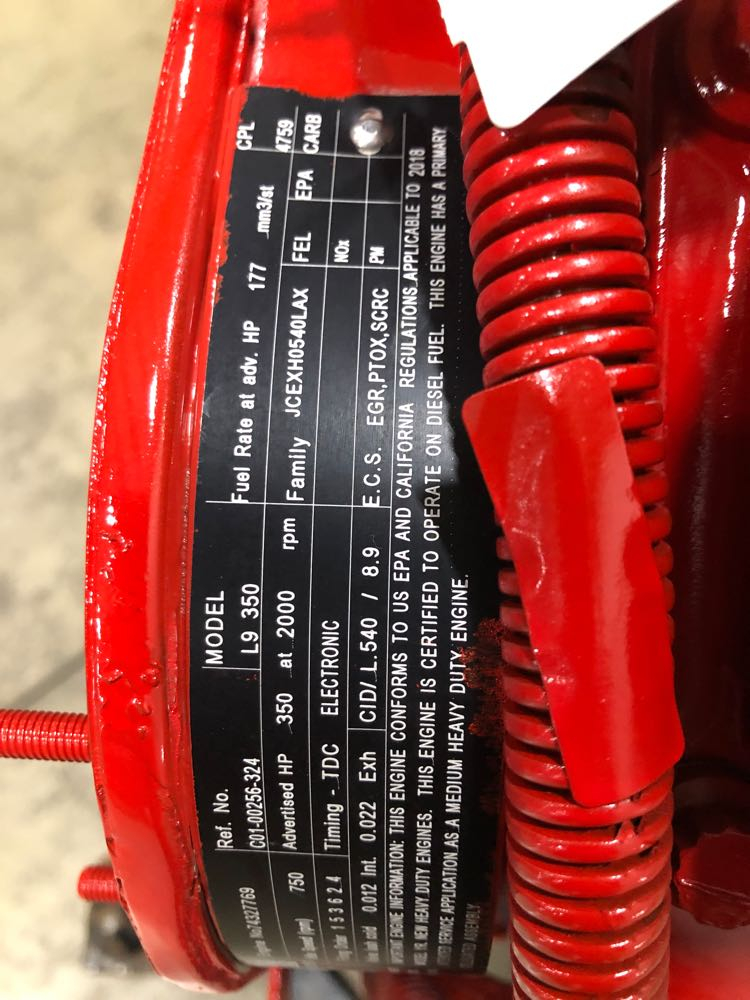 MODEL CPL
Ref. No. L9 350 Fuel Rate at adv. HP 177 mm3/st 4759
74327769 C01-00256-324
750 Advertised HP 350 at 2000 rpm Family JCEXH0540LAX FEL EPA CARB
1 5 3 6 2 4 Timing - TDC ELECTRONIC NOx
0.012 Int. 0.022 Exh CID/ L.540 / 8.9 E.C.S. EGR,PTOX,SCRC PM
ENGINE INFORMATION: THIS ENGINE CONFORMS TO US EPA AND CALIFORNIA REGULATIONS APPLICABLE TO 2018
NEW HEAVY DUTY ENGINES. THIS ENGINE IS CERTIFIED TO OPERATE ON DIESEL FUEL. THIS ENGINE HAS A PRIMARY
SERVICE APPLICATION AS A MEDIUM HEAVY DUTY ENGINE.
ASSEMBLY.